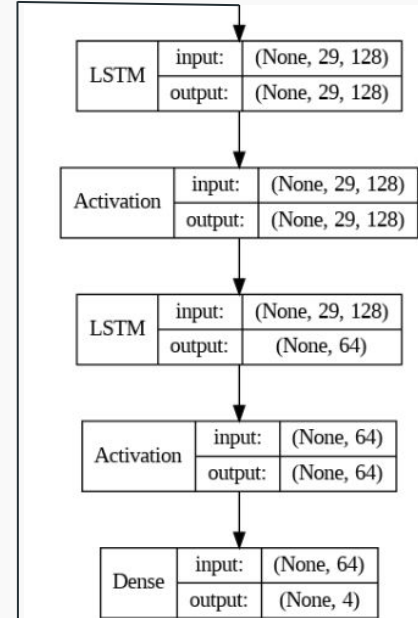 LSTM input: (None, 29, 128)
output: (None, 29, 128)
Activation input: (None, 29, 128)
output: (None, 29, 128)
LSTM input: (None, 29, 128)
output: (None, 64)
Activation input: (None, 64)
output: (None, 64)
Dense input: (None, 64)
output: (None, 4)